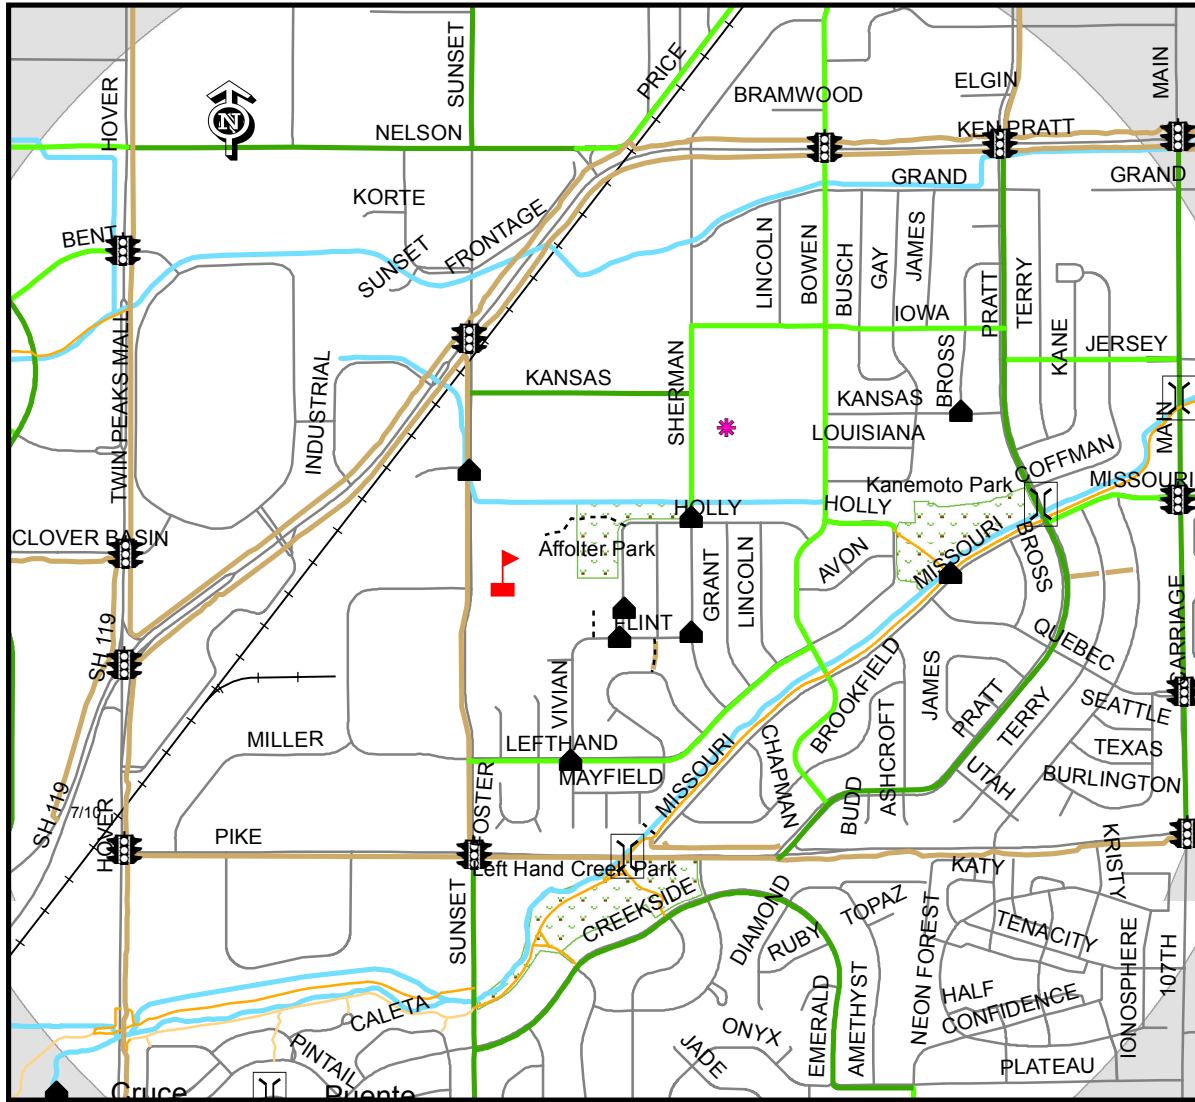 SUNSET
PRICE
ELGIN
MAIN
HOVER
BRAMWOOD
N
NELSON
KEN PRATT
GRAND
GRAND
KORTE
BENT
SUNSET
FRONTAGE
LINCOLN
BOWEN
BUSCH
GAY
JAMES
PRATT
TERRY
IOWA
KANE
JERSEY
TWIN PEAKS MALL
INDUSTRIAL
KANSAS
SHERMAN
BROSS
KANSAS
LOUISIANA
MAIN
COFFMAN
MISSOURI
Kanemoto Park
HOLLY
HOLLY
CLOVER BASIN
Affolter Park
MISSOURI
BROSS
AVON
GRANT
LINCOLN
FLINT
SH 119
QUEBEC
CARRIAGE
VIVIAN
BROOKFIELD
JAMES
PRATT
TERRY
SEATTLE
MILLER
LEFTHAND
MAYFIELD
MISSOURI
CHAPMAN
ASHCROFT
TEXAS
BURLINGTON
UTAH
BUDD
SH 119
7/10
HOVER
PIKE
FOSTER
Left Hand Creek Park
KATY
KRISTY
SUNSET
CREEKSIDE
DIAMOND
RUBY
TOPAZ
NEON FOREST
TENACITY
IONOSPHERE
107TH
HALF
CONFIDENCE
CALETA
PINTAIL
ONYX
JADE
EMERALD
AMETHYST
PLATEAU
Cruce
Puente